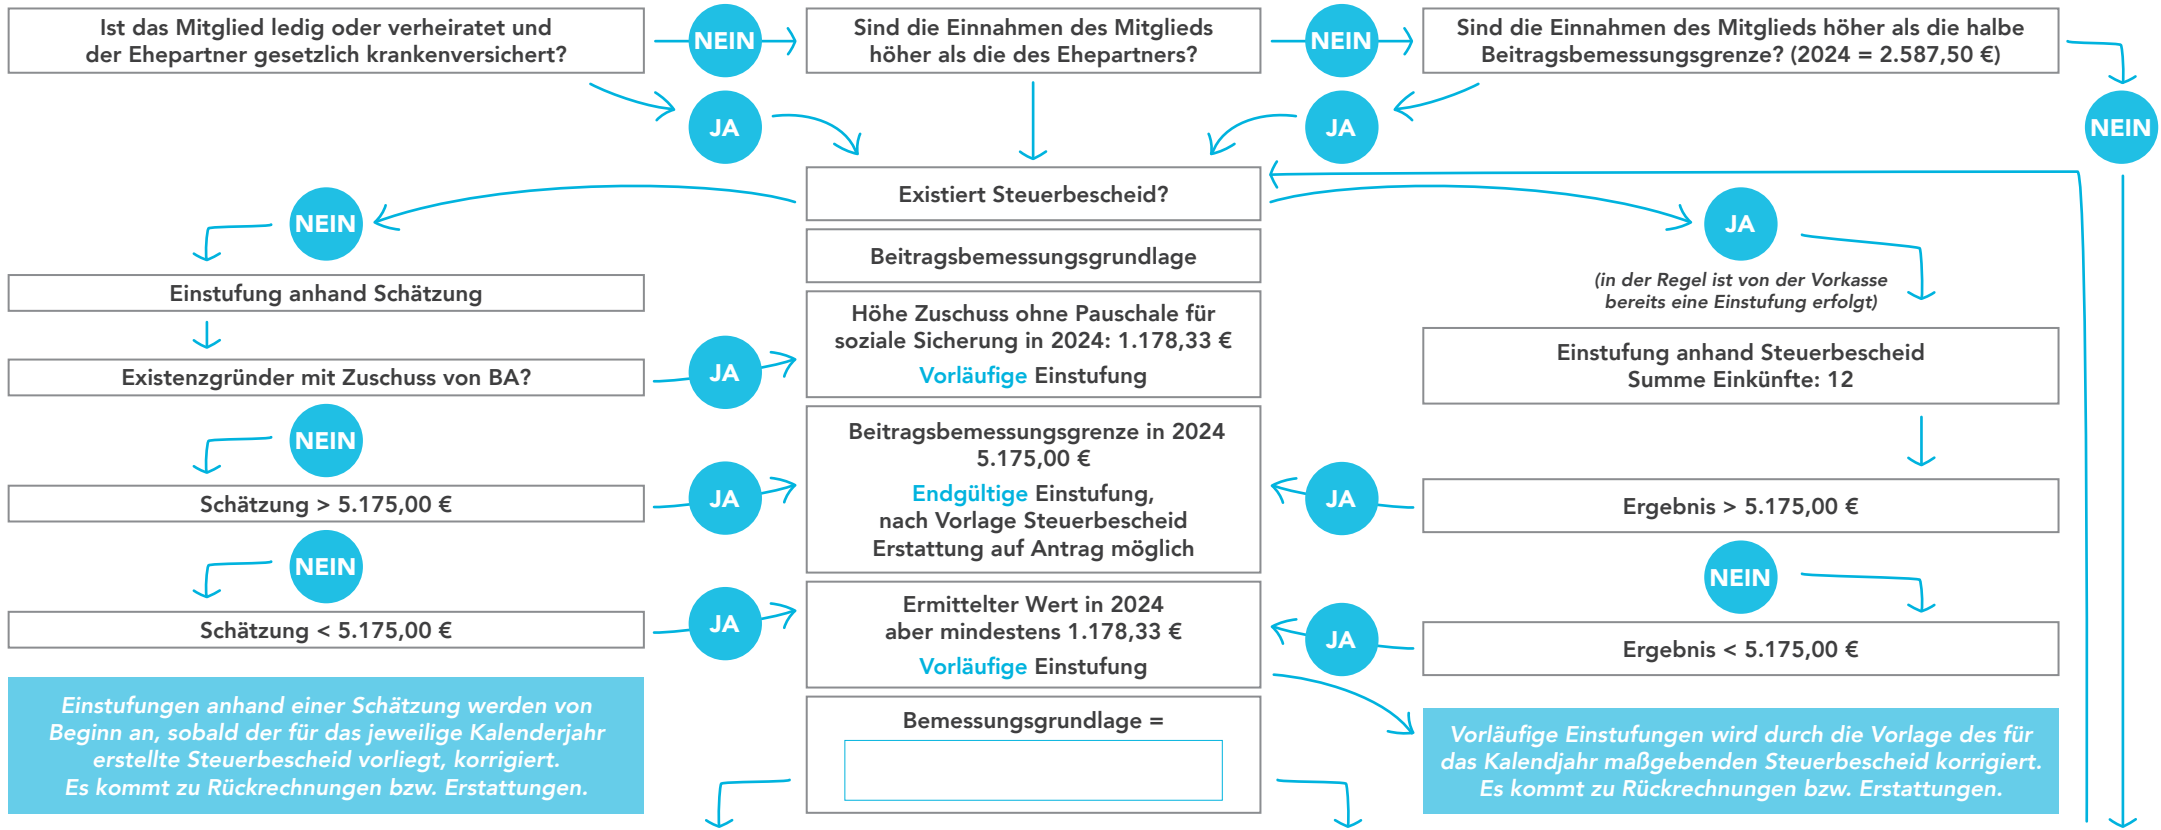 Ist das Mitglied ledig oder verheiratet und
der Ehepartner gesetzlich krankenversichert?
NEIN
Sind die Einnahmen des Mitglieds
höher als die des Ehepartners?
NEIN
Sind die Einnahmen des Mitglieds höher als die halbe
Beitragsbemessungsgrenze? (2024 = 2.587,50 €)
JA
JA
NEIN
Existiert Steuerbescheid?
NEIN
JA
Beitragsbemessungsgrundlage
(in der Regel ist von der Vorkasse
bereits eine Einstufung erfolgt)
Einstufung anhand Schätzung
Höhe Zuschuss ohne Pauschale für
soziale Sicherung in 2024: 1.178,33 €
Vorläufige Einstufung
Einstufung anhand Steuerbescheid
Summe Einkünfte: 12
Existenzgründer mit Zuschuss von BA?
JA
NEIN
Beitragsbemessungsgrenze in 2024
5.175,00 €
Endgültige Einstufung,
nach Vorlage Steuerbescheid
Erstattung auf Antrag möglich
Schätzung > 5.175,00 €
JA
JA
Ergebnis > 5.175,00 €
NEIN
NEIN
Schätzung < 5.175,00 €
JA
Ermittelter Wert in 2024
aber mindestens 1.178,33 €
Vorläufige Einstufung
JA
Ergebnis < 5.175,00 €
Einstufungen anhand einer Schätzung werden von
Beginn an, sobald der für das jeweilige Kalenderjahr
erstellte Steuerbescheid vorliegt, korrigiert.
Es kommt zu Rückrechnungen bzw. Erstattungen.
Bemessungsgrundlage =
Vorläufige Einstufungen wird durch die Vorlage des für
das Kalendjahr maßgebenden Steuerbescheid korrigiert.
Es kommt zu Rückrechnungen bzw. Erstattungen.